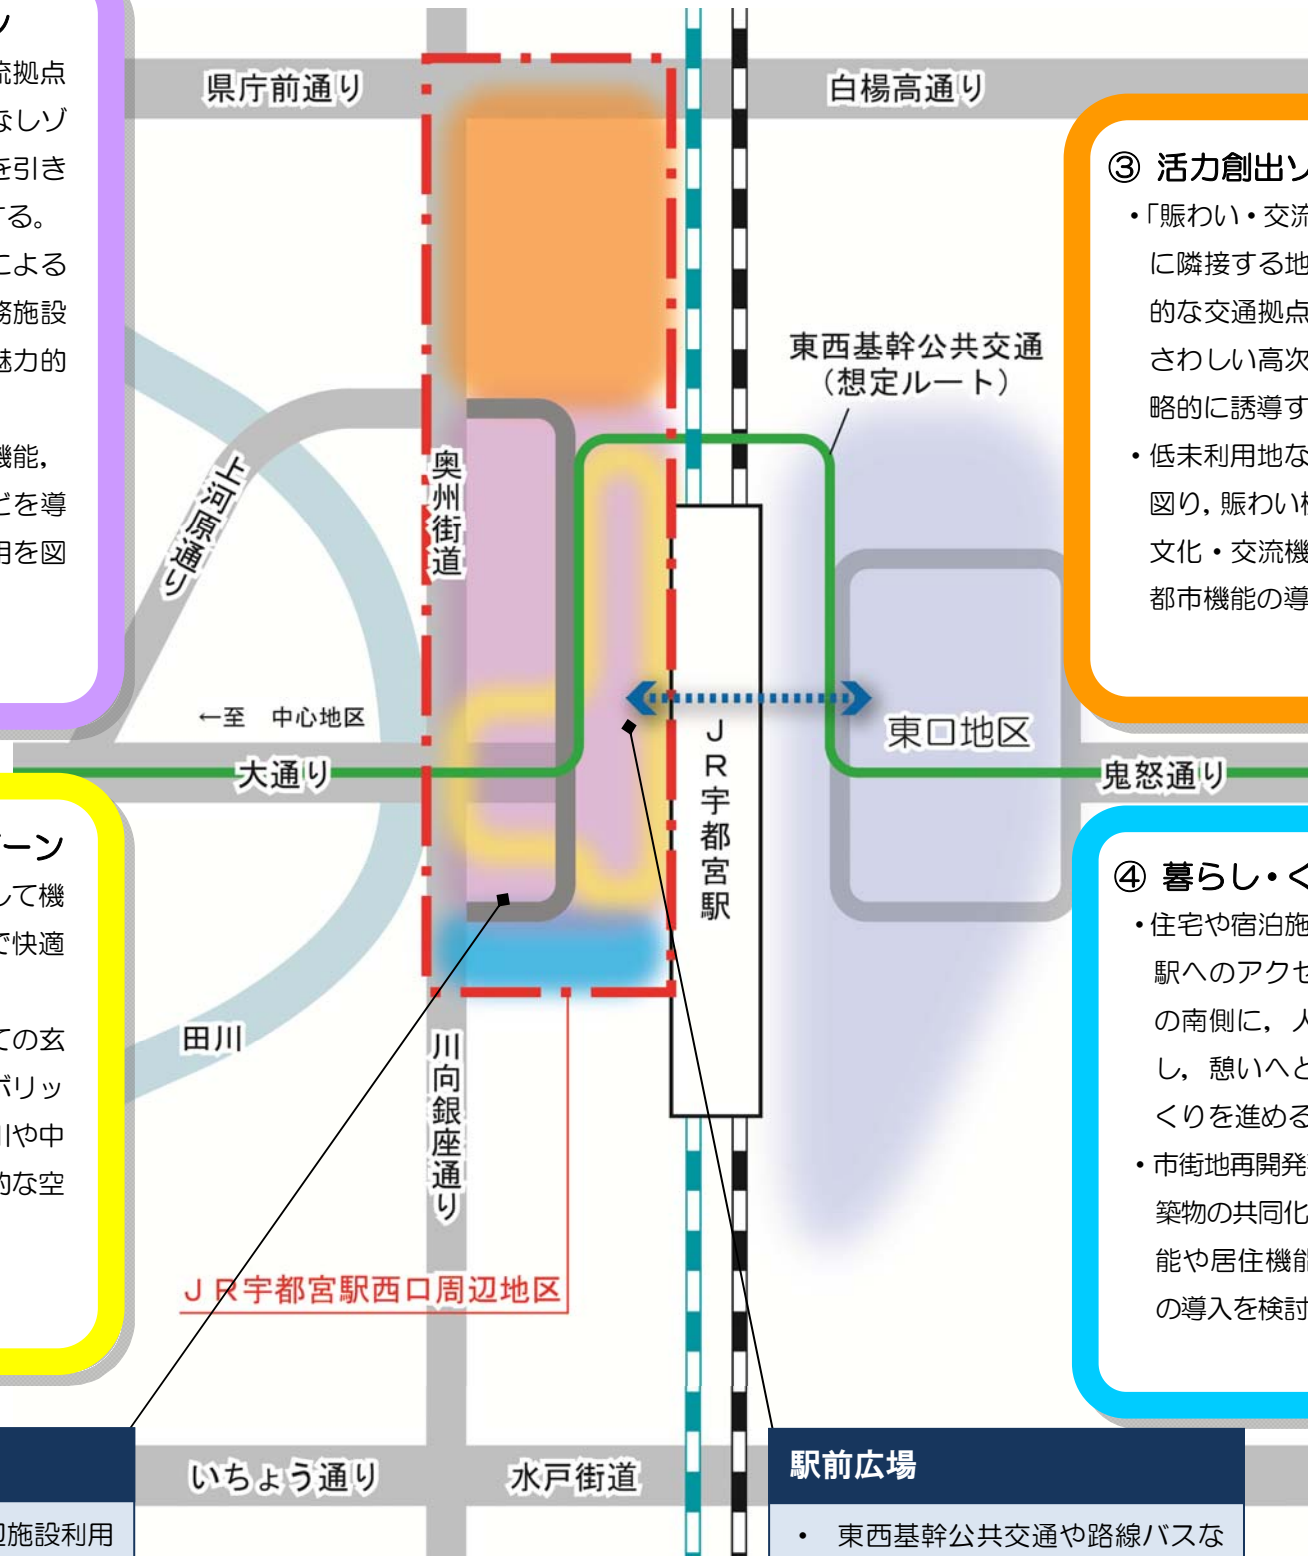 ン
流拠点
なしゾ
を引き
する。
による
務施設
魅力的
機能，
どを導
用を図
ゾーン
して機
で快適
ての玄
ボリッ
川や中
的な空
辺施設利用
県庁前通り
白楊高通り
上河原通り
奥州街道
東西基幹公共交通
（想定ルート）
←至　中心地区
大通り
ＪＲ宇都宮駅
東口地区
鬼怒通り
田川
川向銀座通り
ＪＲ宇都宮駅西口周辺地区
いちょう通り
水戸街道
③ 活力創出ソ
・「賑わい・交流
に隣接する地
的な交通拠点
さわしい高次
略的に誘導す
・低未利用地な
図り，賑わい
文化・交流機
都市機能の導
④ 暮らし・く
・住宅や宿泊施
駅へのアクセ
の南側に，人
し，憩いへと
くりを進める
・市街地再開発
築物の共同化
能や居住機能
の導入を検討
駅前広場
・ 東西基幹公共交通や路線バスな